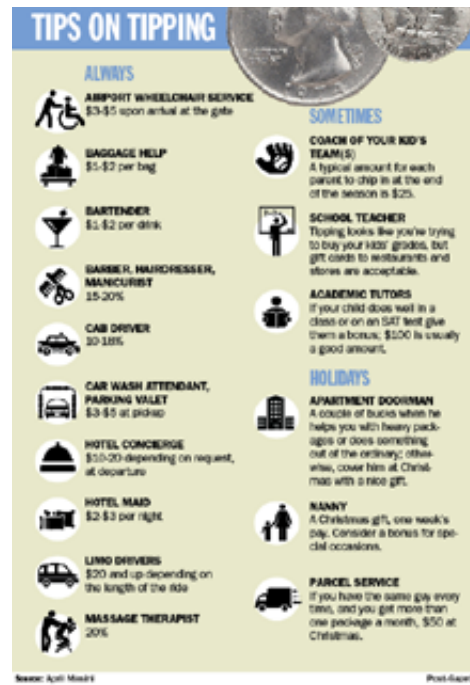 TIPS ON TIPPING
ALWAYS
AIRPORT WHEELCHAIR SERVICE
$3-$5 upon arrival at the gate
BAGGAGE HELP
$1-$2 per bag
BARTENDER
$1-$2 per drink
BARBER, HAIRDRESSER,
MANICURIST
15-20%
CAB DRIVER
10-18%
CAR WASH ATTENDANT,
PARKING VALET
$3-$5 at pickup
HOTEL CONCIERGE
$10-20 depending on request,
at departure
HOTEL MAID
$2-$3 per night
LIMO DRIVERS
$20 and up depending on
the length of the ride
MASSAGE THERAPIST
20%
SOMETIMES
COACH OF YOUR KID'S
TEAM(S)
A typical amount for each
parent to chip in at the end
of the season is $25.
SCHOOL TEACHER
Tipping looks like you're trying
to buy your kids' grades, but
gift cards to restaurants and
stores are acceptable.
ACADEMIC TUTORS
If your child does well in a
class or on an SAT test give
them a bonus; $100 is usually
a good amount.
HOLIDAYS
APARTMENT DOORMAN
A couple of bucks when he
helps you with heavy pack-
ages or does something
out of the ordinary; other-
wise, cover him at Christ-
mas with a nice gift.
NANNY
A Christmas gift, one week's
pay. Consider a bonus for spe-
cial occasions.
PARCEL SERVICE
If you have the same guy every
time, and you get more than
one package a month, $50 at
Christmas.
Source: April Masini